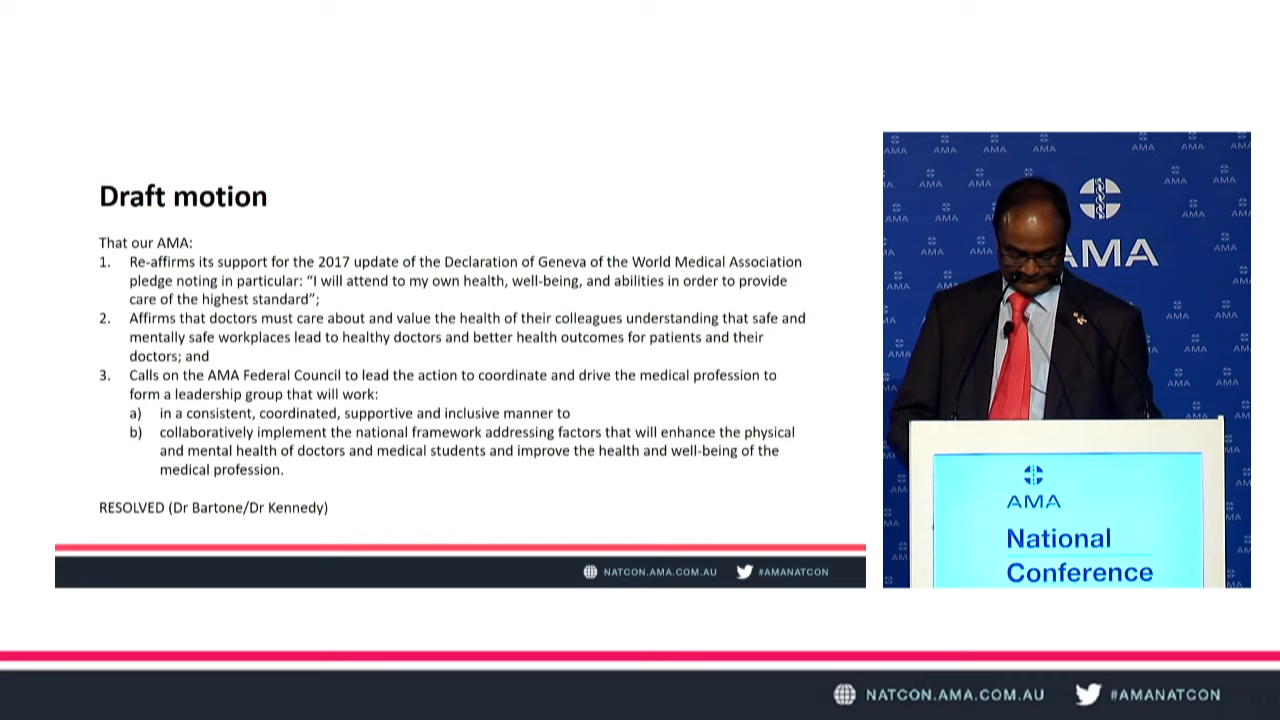 Draft motion
That our AMA:
1. Re-affirms its support for the 2017 update of the Declaration of Geneva of the World Medical Association
pledge noting in particular: “I will attend to my own health, well-being, and abilities in order to provide
care of the highest standard”;
2. Affirms that doctors must care about and value the health of their colleagues understanding that safe and
mentally safe workplaces lead to healthy doctors and better health outcomes for patients and their
doctors; and
3. Calls on the AMA Federal Council to lead the action to coordinate and drive the medical profession to
form a leadership group that will work:
a) in a consistent, coordinated, supportive and inclusive manner to
b) collaboratively implement the national framework addressing factors that will enhance the physical
and mental health of doctors and medical students and improve the health and well-being of the
medical profession.
RESOLVED (Dr Bartone/Dr Kennedy)
NATCON.AMA.COM.AU #AMANATCON
AMA
AMA
National
Conference
NATCON.AMA.COM.AU #AMANATCON